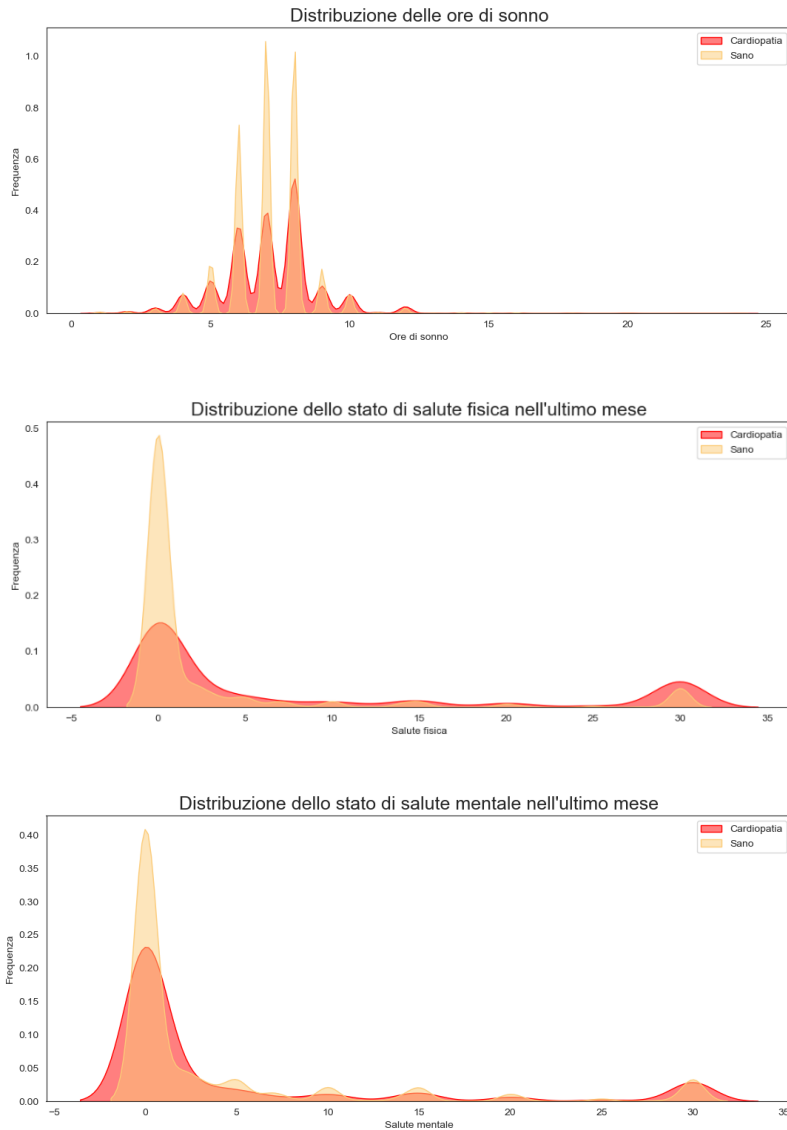 Distribuzione delle ore di sonno
Cardiopatia
Sano
1.0
0.8
0.6
0.4
0.2
0.0
Frequenza
0 5 10 15 20 25
Ore di sonno
Distribuzione dello stato di salute fisica nell'ultimo mese
Cardiopatia
Sano
0.5
0.4
0.3
0.2
0.1
0.0
Frequenza
−5 0 5 10 15 20 25 30 35
Salute fisica
Distribuzione dello stato di salute mentale nell'ultimo mese
Cardiopatia
Sano
0.40
0.35
0.30
0.25
0.20
0.15
0.10
0.05
0.00
Frequenza
−5 0 5 10 15 20 25 30 35
Salute mentale